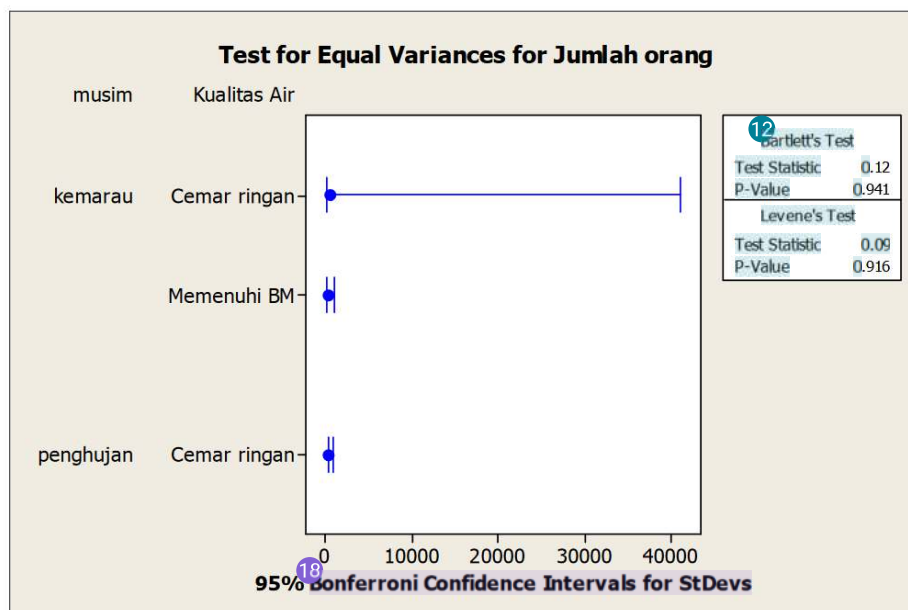 Test for Equal Variances for Jumlah orang
musim Kualitas Air
kemarau Cemar ringan
Memenuhi BM
penghujan Cemar ringan
0 10000 20000 30000 40000
95% Bonferroni Confidence Intervals for StDevs
18
12
Bartlett's Test
Test Statistic 0.12
P-Value 0.941
Levene's Test
Test Statistic 0.09
P-Value 0.916